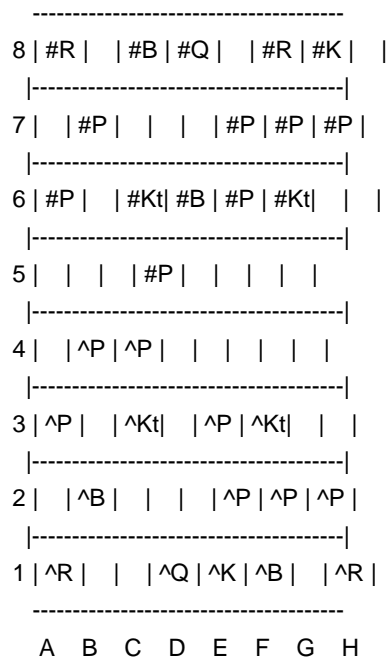 ----------------------------------------
8 | #R |    | #B | #Q |    | #R | #K |    |
|----------------------------------------|
7 |    | #P |    |    |    | #P | #P | #P |
|----------------------------------------|
6 | #P |    | #Kt| #B | #P | #Kt|    |    |
|----------------------------------------|
5 |    |    |    | #P |    |    |    |    |
|----------------------------------------|
4 |    | ^P | ^P |    |    |    |    |    |
|----------------------------------------|
3 | ^P |    | ^Kt|    | ^P | ^Kt|    |    |
|----------------------------------------|
2 |    | ^B |    |    |    | ^P | ^P | ^P |
|----------------------------------------|
1 | ^R |    |    | ^Q | ^K | ^B |    | ^R |
----------------------------------------
A B C D E F G H